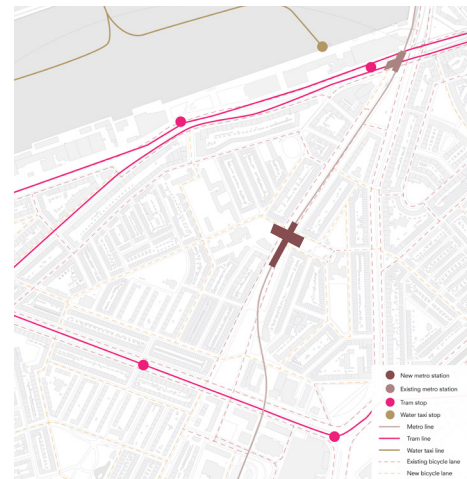 New metro station
Existing metro station
Tram stop
Water taxi stop
Metro line
Tram line
Water taxi line
Existing bicycle lane
New bicycle lane